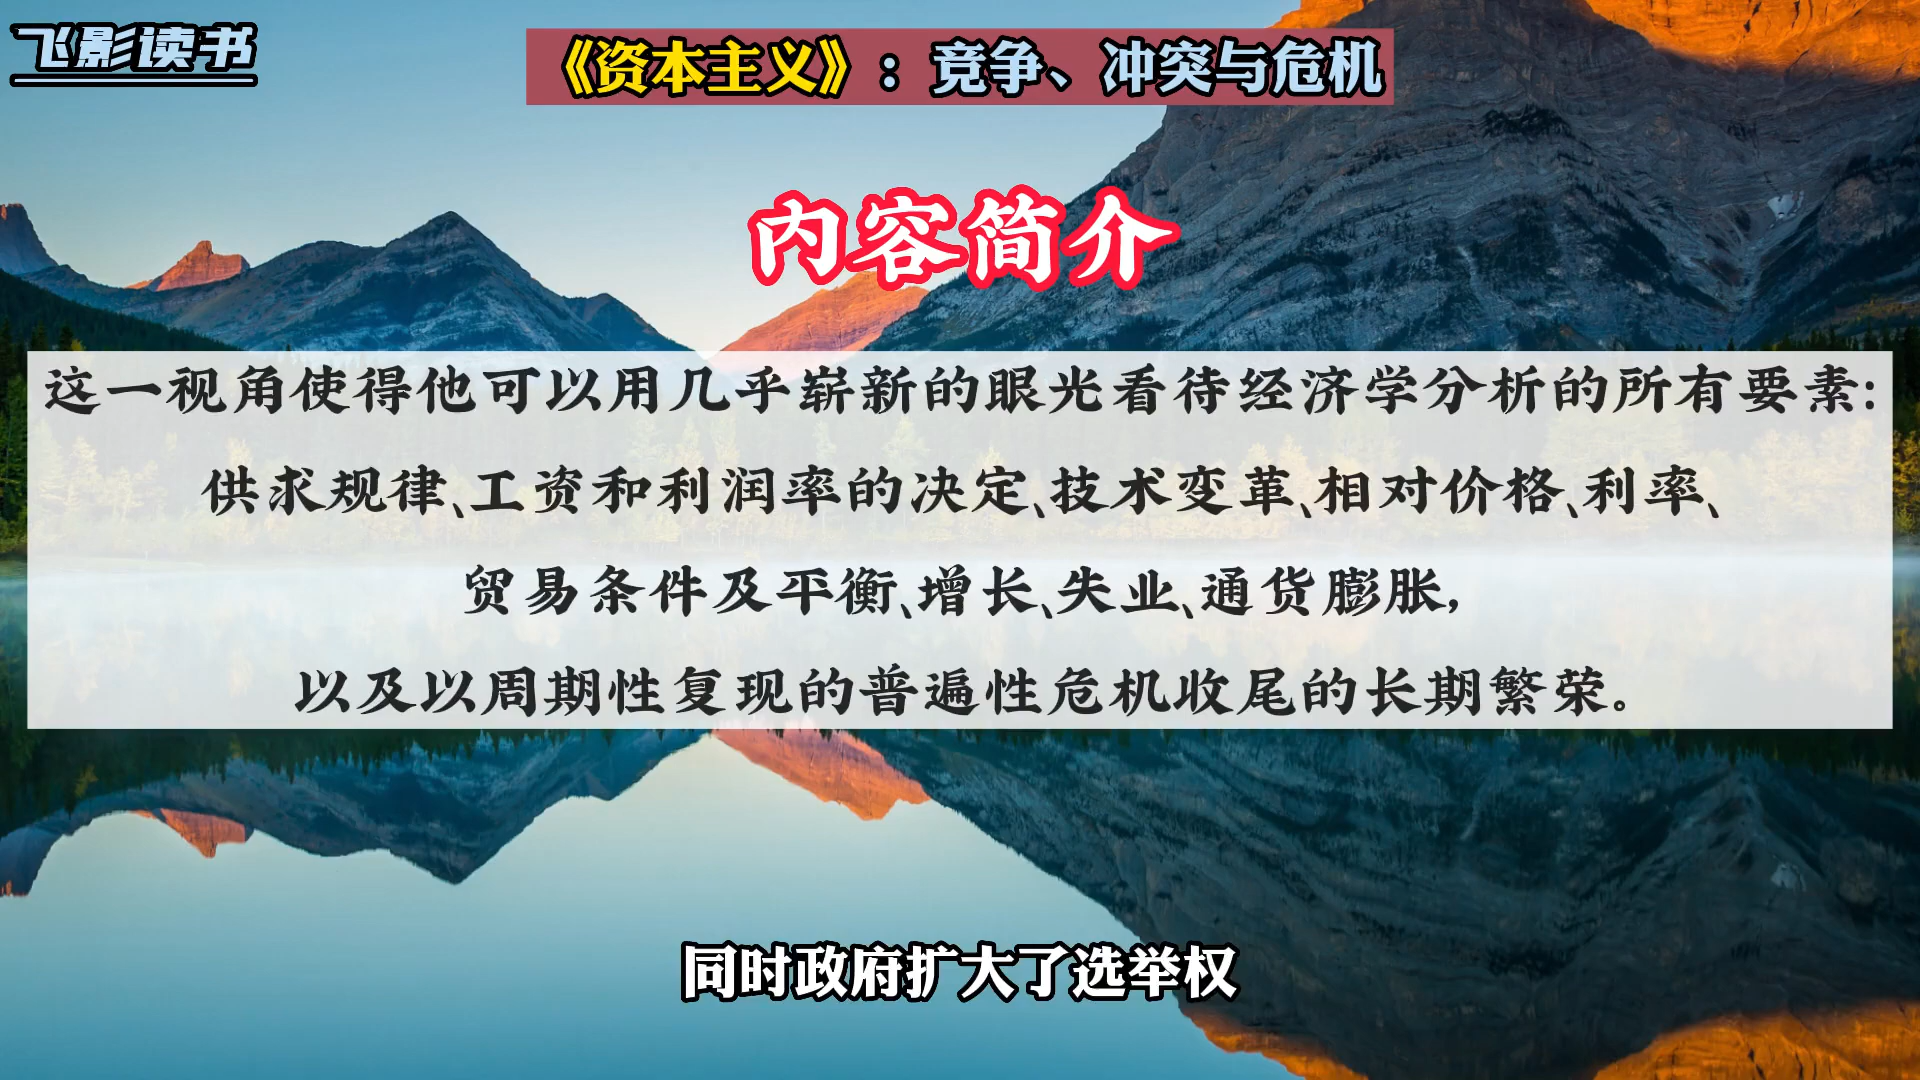 飞影读书
《资本主义》：竞争、冲突与危机
内容简介
这一视角使得他可以用几乎崭新的眼光看待经济学分析的所有要素:
供求规律、工资和利润率的决定、技术变革、相对价格、利率、
贸易条件及平衡、增长、失业、通货膨胀,
以及以周期性复现的普遍性危机收尾的长期繁荣。
同时政府扩大了选举权